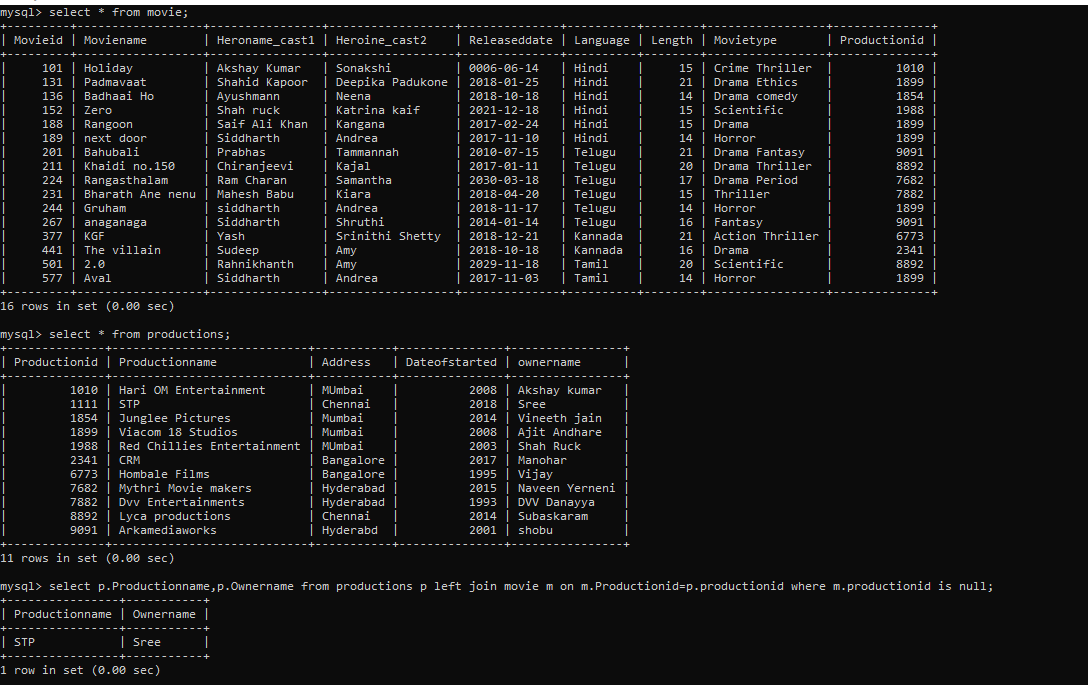 mysql> select * from movie;
| Movieid | Moviename | Heroname_cast1 | Heroine_cast2 | Releaseddate | Language | Length | Movietype | Productionid |
| 101 | Holiday | Akshay Kumar | Sonakshi | 0006-06-14 | Hindi | 15 | Crime Thriller | 1010 |
| 131 | Padmavaat | Shahid Kapoor | Deepika Padukone | 2018-01-25 | Hindi | 21 | Drama Ethics | 1899 |
| 136 | Badhaai Ho | Ayushmann | Neena | 2018-10-18 | Hindi | 14 | Drama comedy | 1854 |
| 152 | Zero | Shah ruck | Katrina kaif | 2021-12-18 | Hindi | 15 | Scientific | 1988 |
| 188 | Rangoon | Saif Ali Khan | Kangana | 2017-02-24 | Hindi | 15 | Drama | 1899 |
| 189 | next door | Siddharth | Andrea | 2017-11-10 | Hindi | 14 | Horror | 1899 |
| 201 | Bahubali | Prabhas | Tammannah | 2010-07-15 | Telugu | 21 | Drama Fantasy | 9091 |
| 211 | Khaidi no.150 | Chiranjeevi | Kajal | 2017-01-11 | Telugu | 20 | Drama Thriller | 8892 |
| 224 | Rangasthalam | Ram Charan | Samantha | 2030-03-18 | Telugu | 17 | Drama Period | 7682 |
| 231 | Bharath Ane nenu | Mahesh Babu | Kiara | 2018-04-20 | Telugu | 15 | Thriller | 7882 |
| 244 | Gruham | siddharth | Andrea | 2018-11-17 | Telugu | 14 | Horror | 1899 |
| 267 | anaganaga | Siddharth | Shruthi | 2014-01-14 | Telugu | 16 | Fantasy | 9091 |
| 377 | KGF | Yash | Srinithi Shetty | 2018-12-21 | Kannada | 21 | Action Thriller | 6773 |
| 441 | The villain | Sudeep | Amy | 2018-10-18 | Kannada | 16 | Drama | 2341 |
| 501 | 2.0 | Rahnikhanth | Amy | 2029-11-18 | Tamil | 20 | Scientific | 8892 |
| 577 | Aval | Siddharth | Andrea | 2017-11-03 | Tamil | 14 | Horror | 1899 |
16 rows in set (0.00 sec)
mysql> select * from productions;
| Productionid | Productionname | Address | Dateofstarted | ownername |
| 1010 | Hari OM Entertainment | MUmbai | 2008 | Akshay kumar |
| 1111 | STP | Chennai | 2018 | Sree |
| 1854 | Junglee Pictures | Mumbai | 2014 | Vineeth jain |
| 1899 | Viacom 18 Studios | Mumbai | 2008 | Ajit Andhare |
| 1988 | Red Chillies Entertainment | MUmbai | 2003 | Shah Ruck |
| 2341 | CRM | Bangalore | 2017 | Manohar |
| 6773 | Hombale Films | Bangalore | 1995 | Vijay |
| 7682 | Mythri Movie makers | Hyderabad | 2015 | Naveen Yerneni |
| 7882 | Dvv Entertainments | Hyderabad | 1993 | DVV Danayya |
| 8892 | Lyca productions | Chennai | 2014 | Subaskaram |
| 9091 | Arkamediaworks | Hyderabd | 2001 | shobu |
11 rows in set (0.00 sec)
mysql> select p.Productionname,p.Ownername from productions p left join movie m on m.Productionid=p.productionid where m.productionid is null;
| Productionname | Ownername |
| STP | Sree |
1 row in set (0.00 sec)